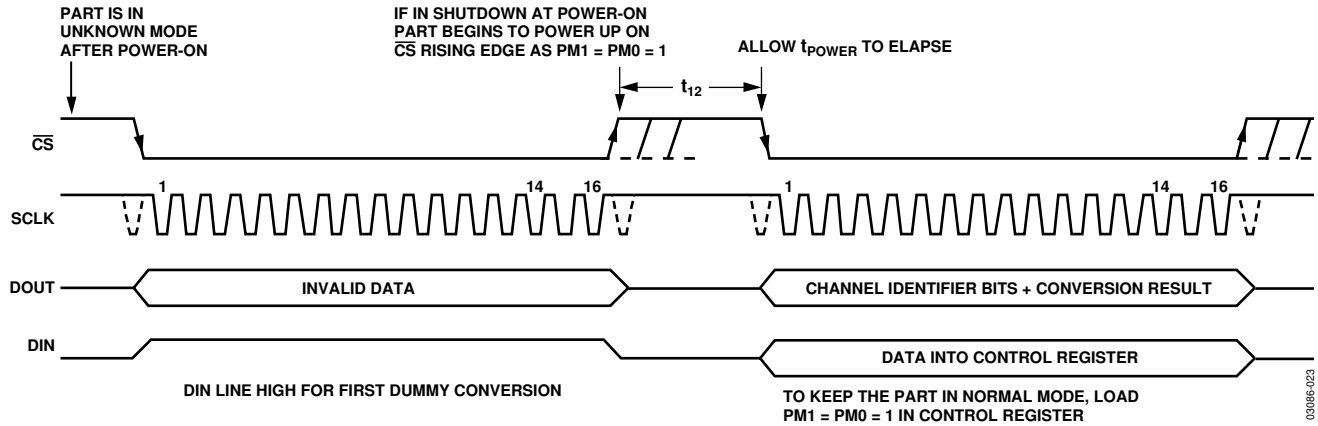 PART IS IN
UNKNOWN MODE
AFTER POWER-ON
IF IN SHUTDOWN AT POWER-ON
PART BEGINS TO POWER UP ON
CS RISING EDGE AS PM1 = PM0 = 1
ALLOW tPOWER TO ELAPSE
t12
CS
1 14 16 1 14 16
SCLK
DOUT INVALID DATA CHANNEL IDENTIFIER BITS + CONVERSION RESULT
DIN DATA INTO CONTROL REGISTER
DIN LINE HIGH FOR FIRST DUMMY CONVERSION
TO KEEP THE PART IN NORMAL MODE, LOAD
PM1 = PM0 = 1 IN CONTROL REGISTER
03086-023